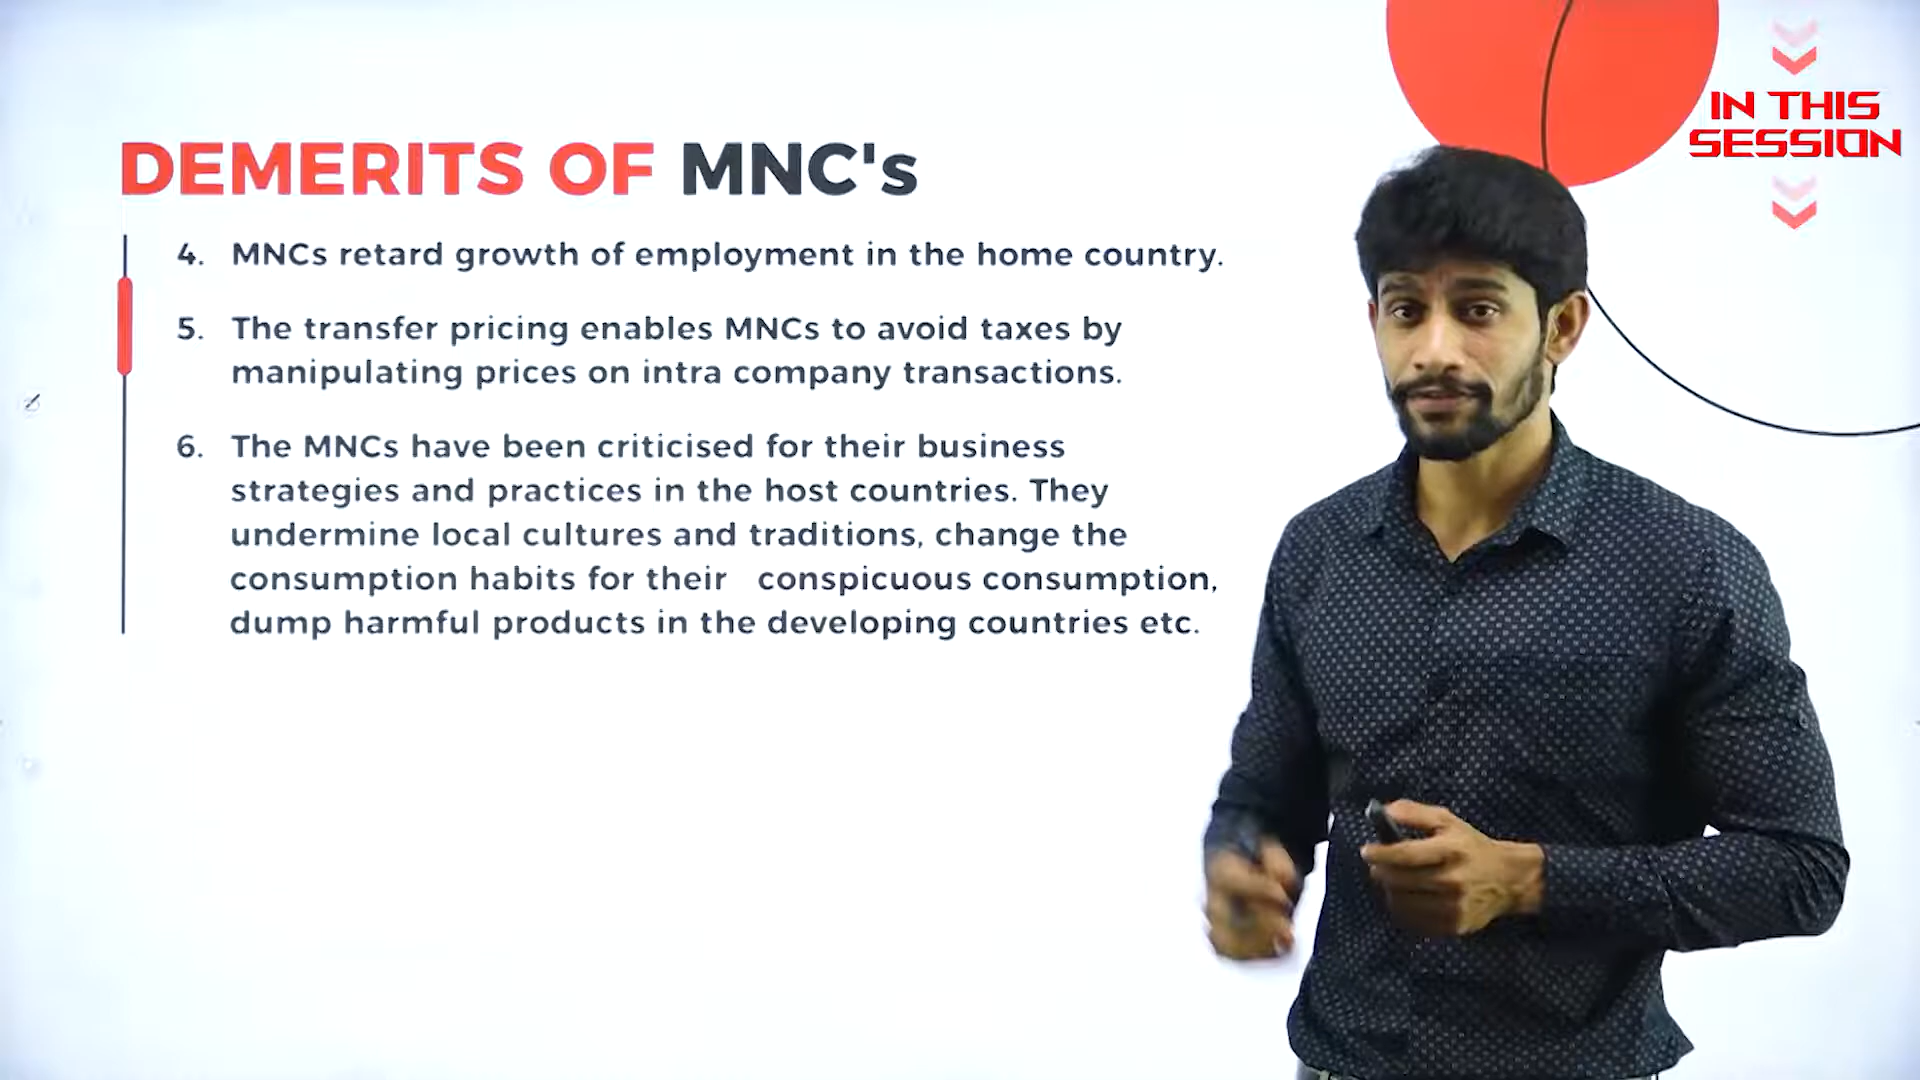 IN THIS
SESSION
DEMERITS OF MNC's
4. MNCs retard growth of employment in the home country.
5. The transfer pricing enables MNCs to avoid taxes by
manipulating prices on intra company transactions.
6. The MNCs have been criticised for their business
strategies and practices in the host countries. They
undermine local cultures and traditions, change the
consumption habits for their conspicuous consumption,
dump harmful products in the developing countries etc.